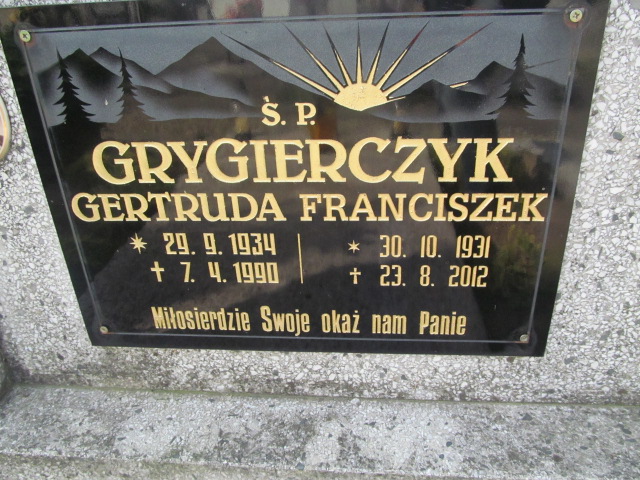 Ś. P.
GRYGIERCZYK
GERTRUDA FRANCISZEK
* 29. 9. 1934 * 30. 10. 1931
✝ 7. 4. 1990 ✝ 23. 8. 2012
Miłosierdzie Swoje okaż nam Panie